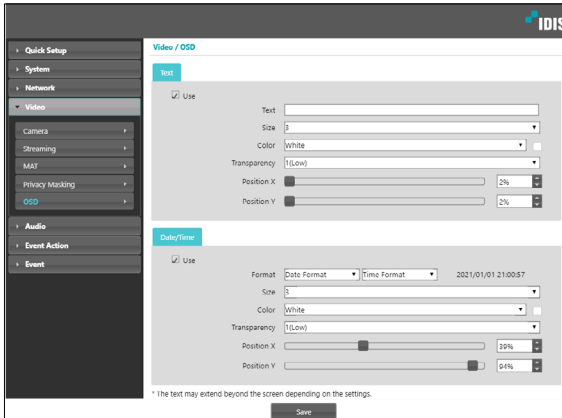 IDIS
Quick Setup
System
Network
Video
Camera
Streaming
MAT
Privacy Masking
OSD
Audio
Event Action
Event
Video / OSD
Text
Use
Text
Size 3
Color White
Transparency 1(Low)
Position X 2%
Position Y 2%
Date/Time
Use
Format Date Format Time Format 2021/01/01 21:00:57
Size 3
Color White
Transparency 1(Low)
Position X 39%
Position Y 94%
* The text may extend beyond the screen depending on the settings.
Save